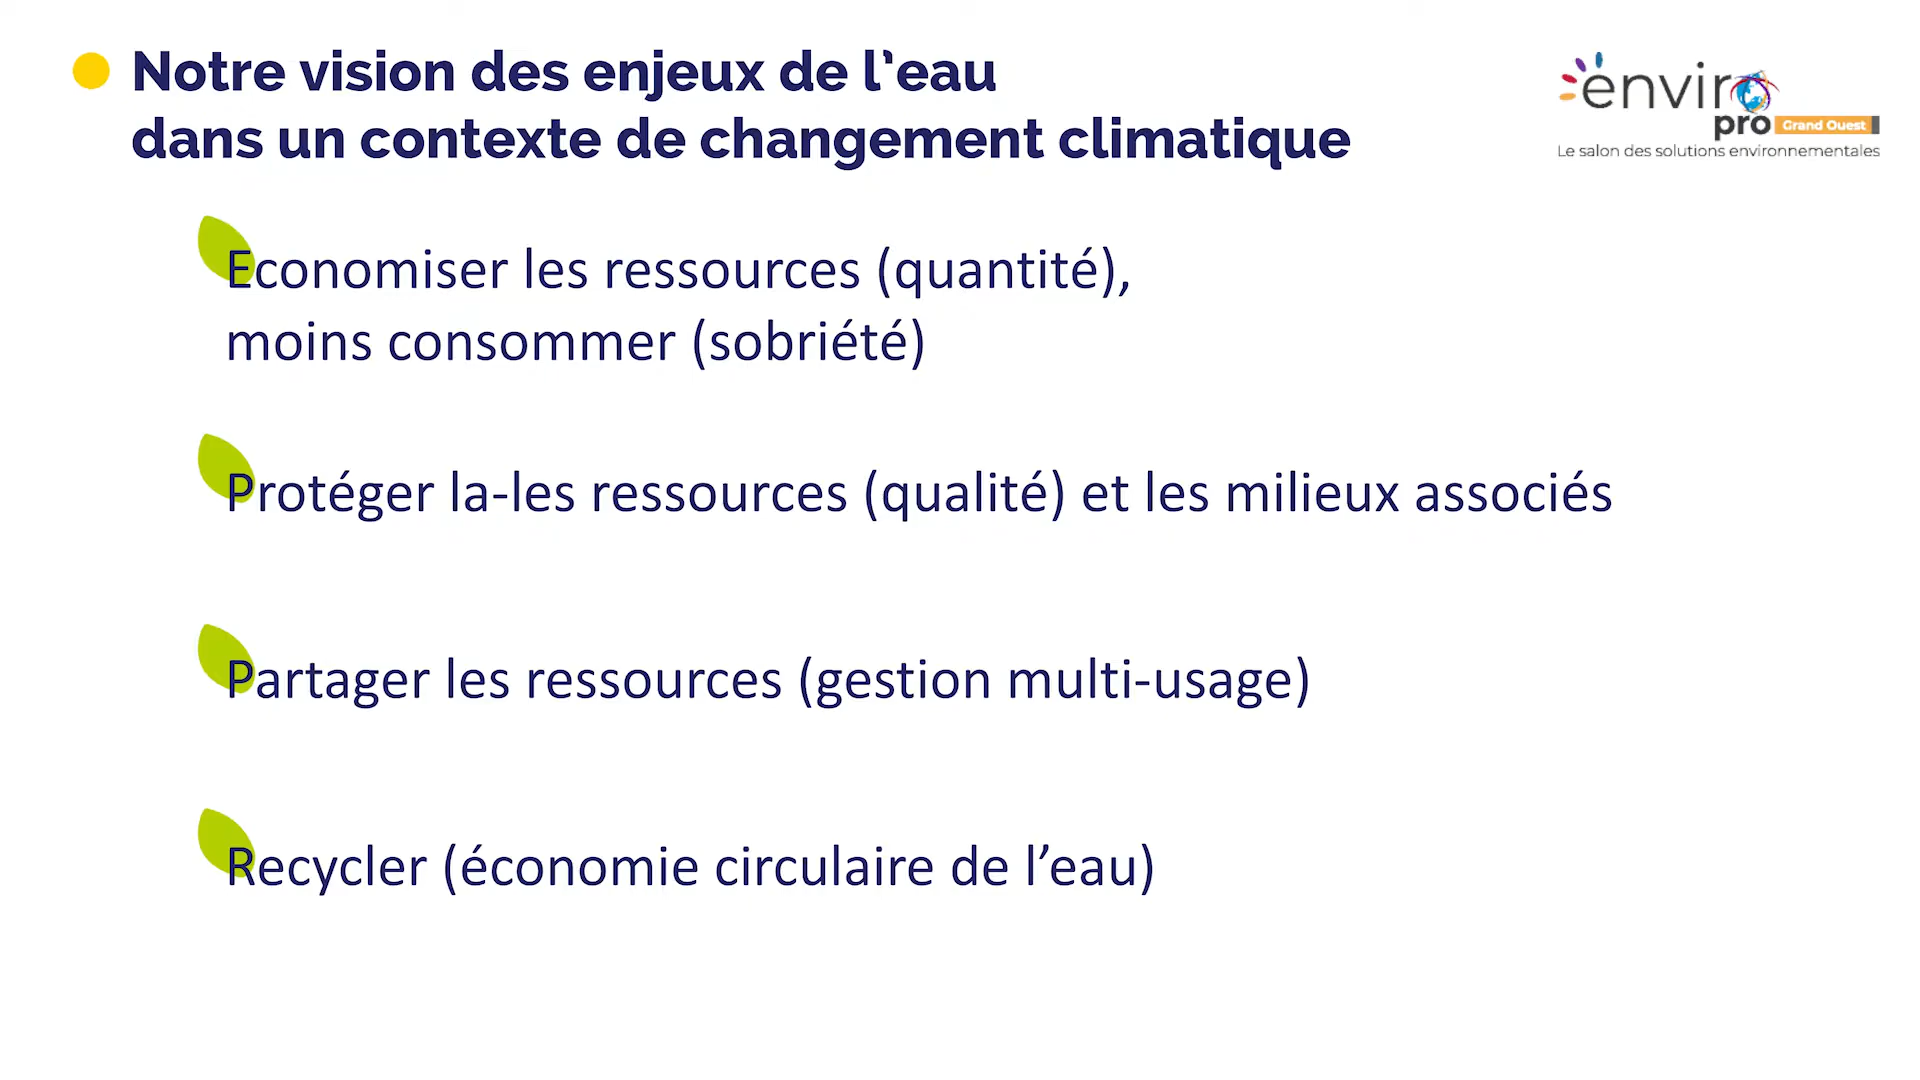 Notre vision des enjeux de l’eau
dans un contexte de changement climatique
enviro
pro Grand Ouest
Le salon des solutions environnementales
Economiser les ressources (quantité),
moins consommer (sobriété)
Protéger la-les ressources (qualité) et les milieux associés
Partager les ressources (gestion multi-usage)
Recycler (économie circulaire de l’eau)